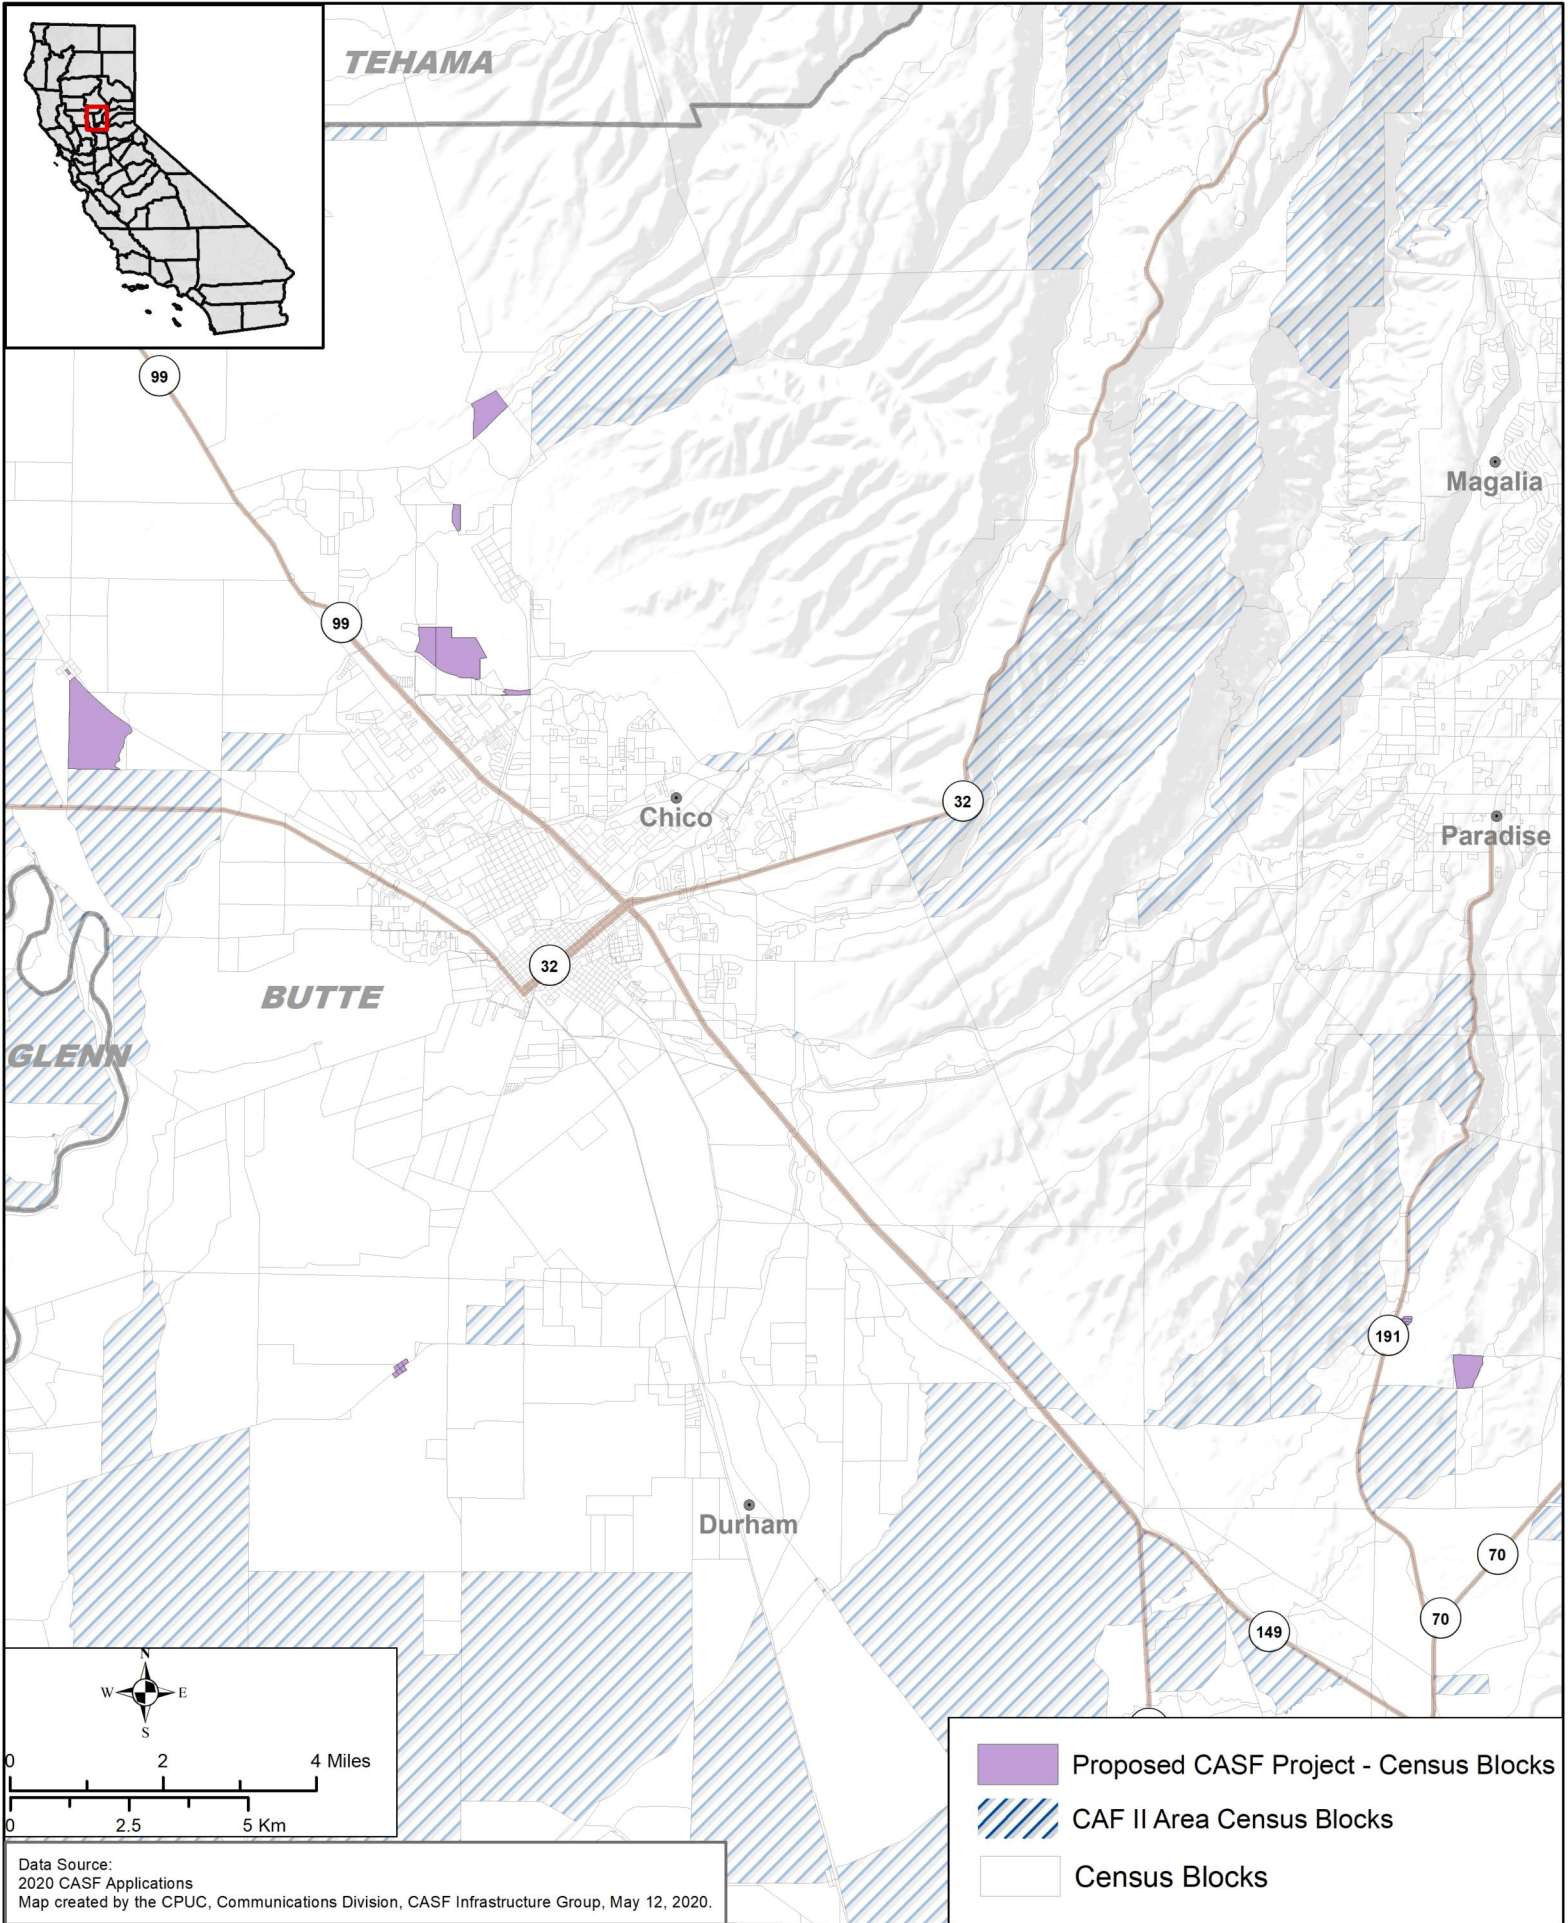 TEHAMA
99
Magalia
99
32
Chico
Paradise
32
BUTTE
GLENN
191
Durham
70
70
149
N
W
E
S
0
2
4 Miles
0
2.5
5 Km
Proposed CASF Project - Census Blocks
CAF II Area Census Blocks
Census Blocks
Data Source:
2020 CASF Applications
Map created by the CPUC, Communications Division, CASF Infrastructure Group, May 12, 2020.